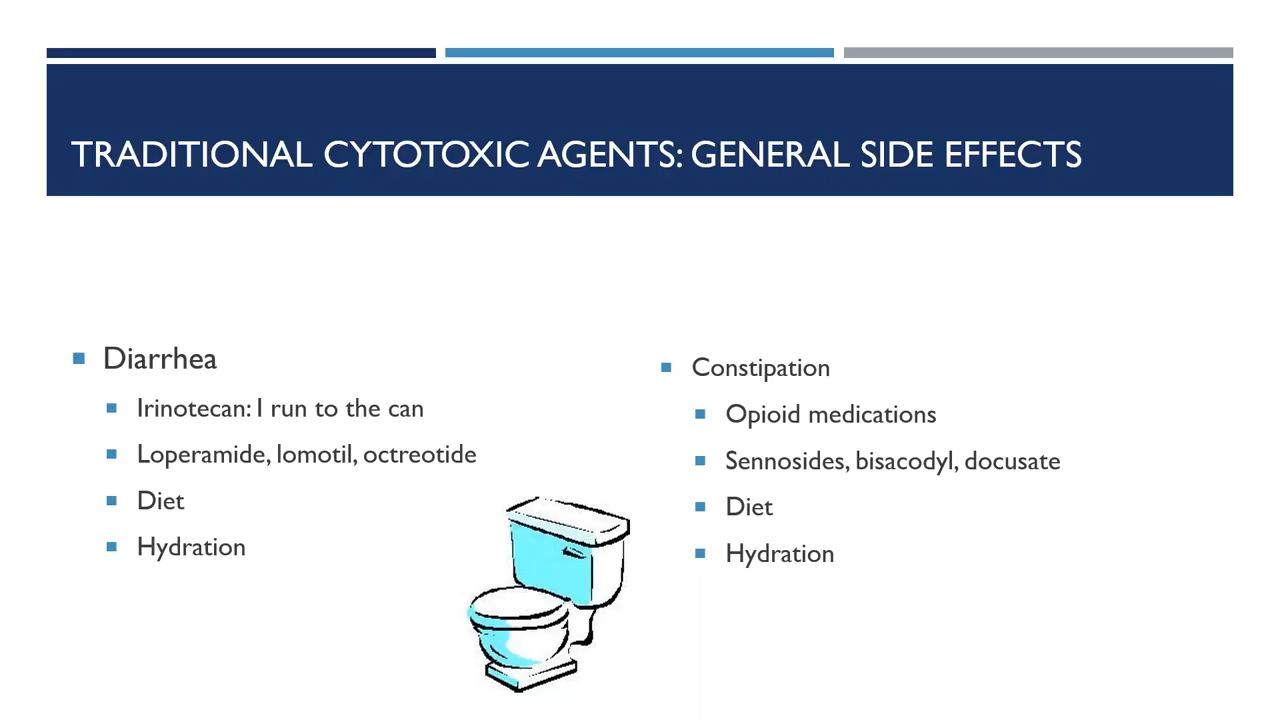 TRADITIONAL CYTOTOXIC AGENTS: GENERAL SIDE EFFECTS
Diarrhea
Irinotecan: I run to the can
Loperamide, lomotil, octreotide
Diet
Hydration
Constipation
Opioid medications
Sennosides, bisacodyl, docusate
Diet
Hydration